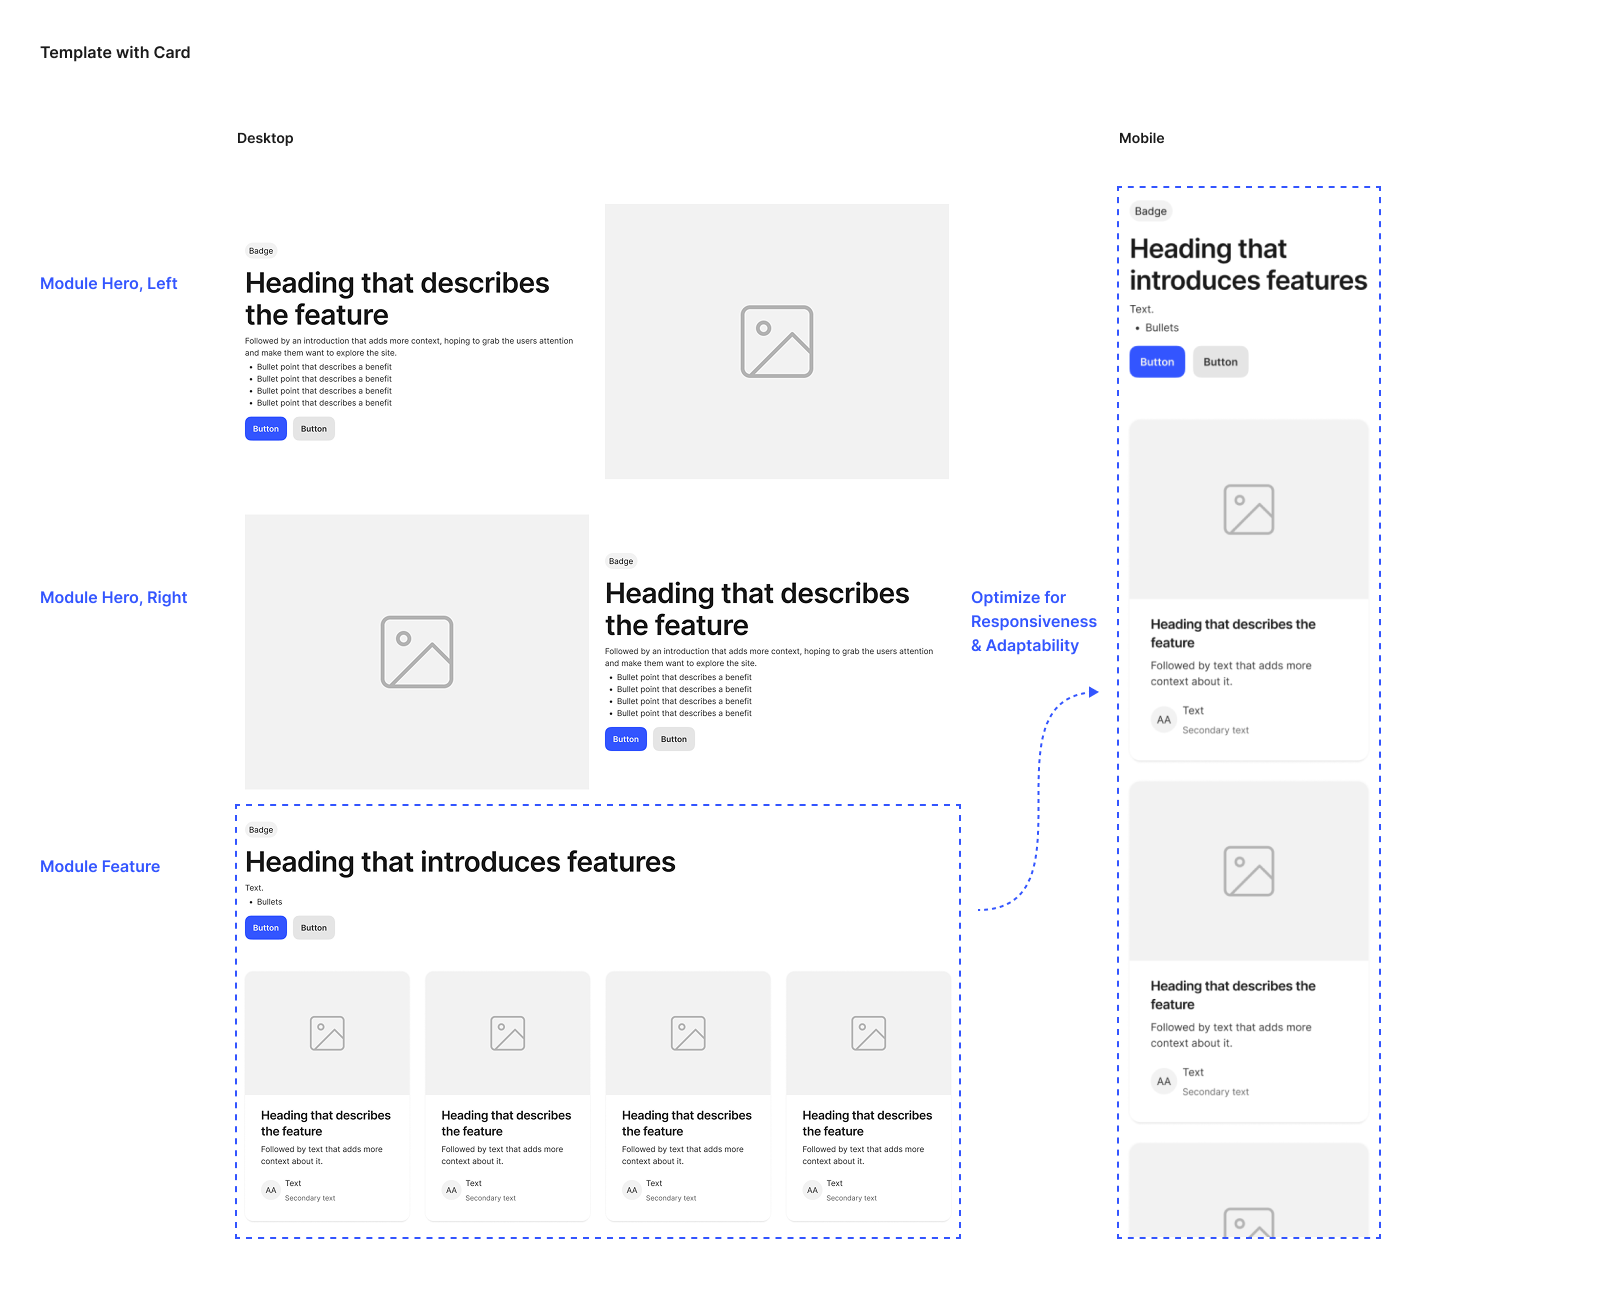 Template with Card
Desktop
Mobile
Module Hero, Left
Badge
Heading that describes
the feature
Followed by an introduction that adds more context, hoping to grab the users attention
and make them want to explore the site.
• Bullet point that describes a benefit
• Bullet point that describes a benefit
• Bullet point that describes a benefit
• Bullet point that describes a benefit
Button
Button
Module Hero, Right
Badge
Heading that describes
the feature
Followed by an introduction that adds more context, hoping to grab the users attention
and make them want to explore the site.
• Bullet point that describes a benefit
• Bullet point that describes a benefit
• Bullet point that describes a benefit
• Bullet point that describes a benefit
Button
Button
Module Feature
Badge
Heading that introduces features
Text.
• Bullets
Button
Button
Heading that describes
the feature
Followed by text that adds more
context about it.
AA
Text
Secondary text
Heading that describes
the feature
Followed by text that adds more
context about it.
AA
Text
Secondary text
Heading that describes
the feature
Followed by text that adds more
context about it.
AA
Text
Secondary text
Heading that describes
the feature
Followed by text that adds more
context about it.
AA
Text
Secondary text
Optimize for
Responsiveness
& Adaptability
Badge
Heading that
introduces features
Text.
• Bullets
Button
Button
Heading that describes the
feature
Followed by text that adds more
context about it.
AA
Text
Secondary text
Heading that describes the
feature
Followed by text that adds more
context about it.
AA
Text
Secondary text